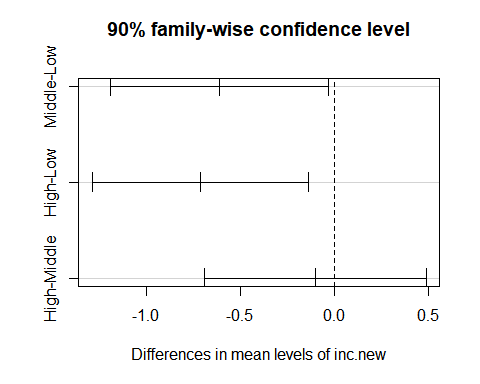 90% family-wise confidence level
Middle-Low
High-Low
High-Middle
-1.0 -0.5 0.0 0.5
Differences in mean levels of inc.new